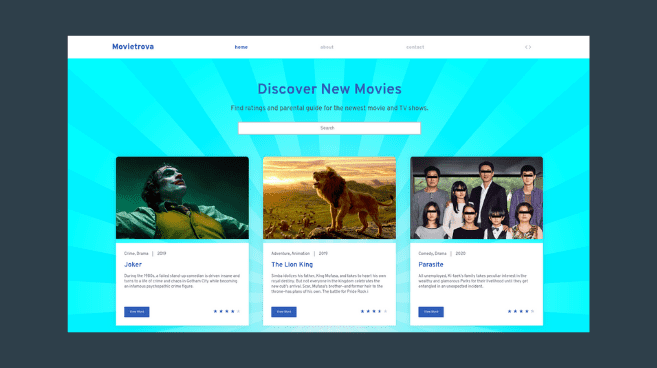 Movietrova
home
about
contact
<>
Discover New Movies
Find ratings and parental guide for the newest movie and TV shows.
Search
Crime, Drama | 2019
Joker
During the 1980s, a failed stand-up comedian is driven insane and
turns to a life of crime and chaos in Gotham City while becoming
an infamous psychopathic crime figure.
View More
Adventure, Animation | 2019
The Lion King
Simba idolizes his father, King Mufasa, and takes to heart his own
royal destiny. But not everyone in the kingdom celebrates the
new cub's arrival. Scar, Mufasa's brother—and former heir to the
throne—has plans of his own. The battle for Pride Rock i
View More
Comedy, Drama | 2020
Parasite
All unemployed, Ki-taek's family takes peculiar interest in the
wealthy and glamorous Parks for their livelihood until they get
entangled in an unexpected incident.
View More